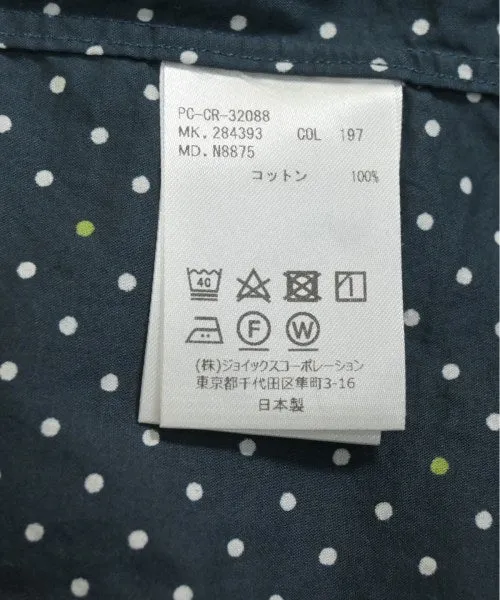 PC-CR-32088
MK. 284393 COL 197
MD. N8875
コットン 100%
40
F W
(株)ジョイックスコーポレーション
東京都千代田区隼町3-16
日本製